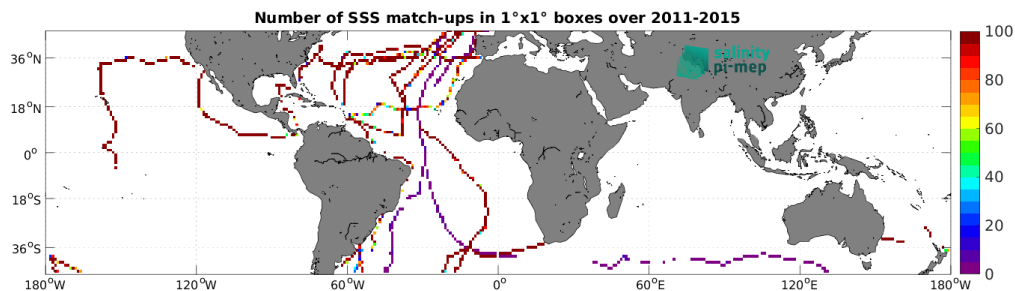 Number of SSS match-ups in 1°x1° boxes over 2011-2015
salinity
pi-mep
36°N
18°N
0°
18°S
36°S
180°W 120°W 60°W 0° 60°E 120°E 180°W
100
80
60
40
20
0